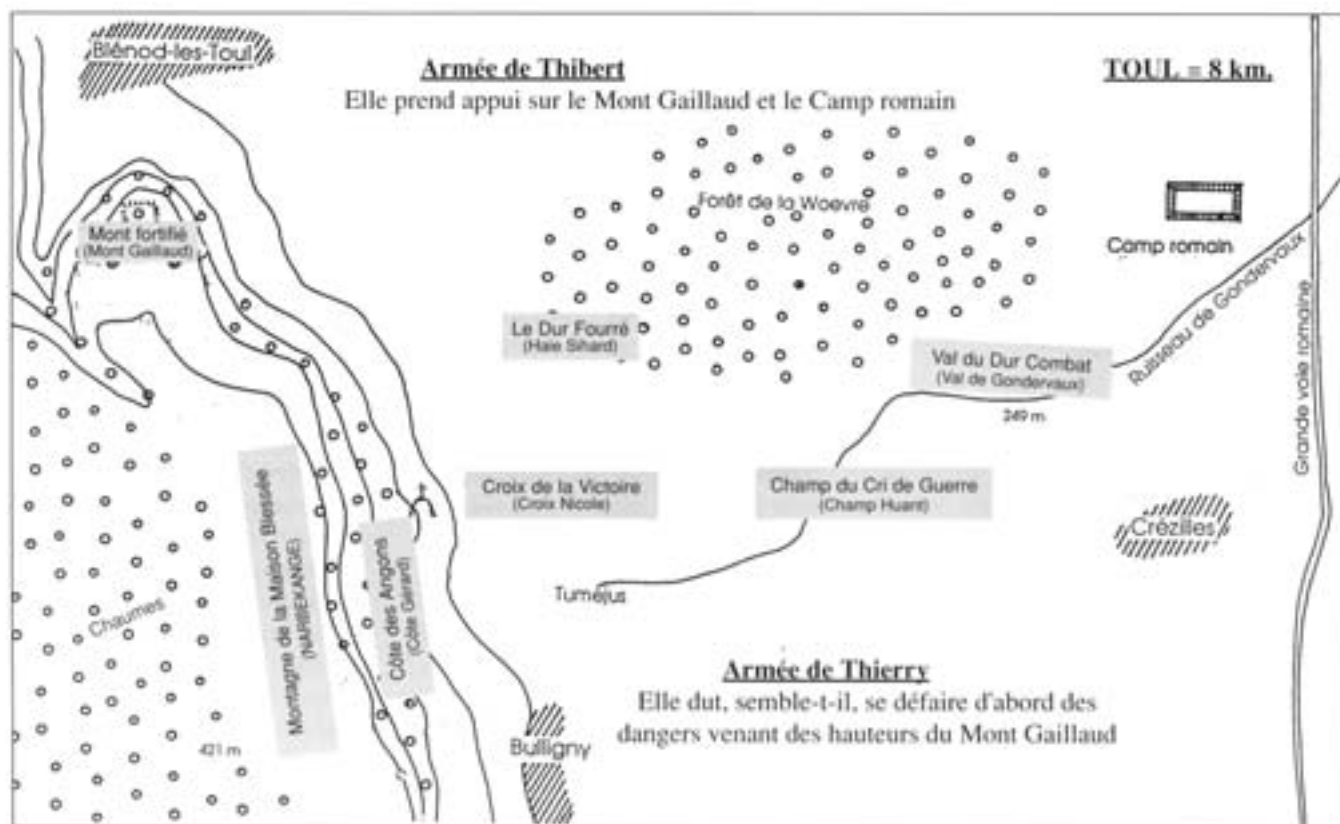 Blénod-les-Toul
Armée de Thibert
Elle prend appui sur le Mont Gaillaud et le Camp romain
TOUL = 8 km.
Forêt de la Woevre
Camp romain
Mont fortifié
(Mont Gaillaud)
Ruisseau de Gondervaux
Grande voie romaine
Le Dur Fourré
(Haie Sihard)
Val du Dur Combat
(Val de Gondervaux)
249 m
Croix de la Victoire
(Croix Nicole)
Champ du Cri de Guerre
(Champ Huant)
Crézilles
Montagne de la Maison Blessée
(NARBEKANGE)
Côte des Angons
(Côte Gérard)
Chaumes
Tuméjus
Armée de Thierry
Elle dut, semble-t-il, se défaire d'abord des
dangers venant des hauteurs du Mont Gaillaud
421 m
Bulligny